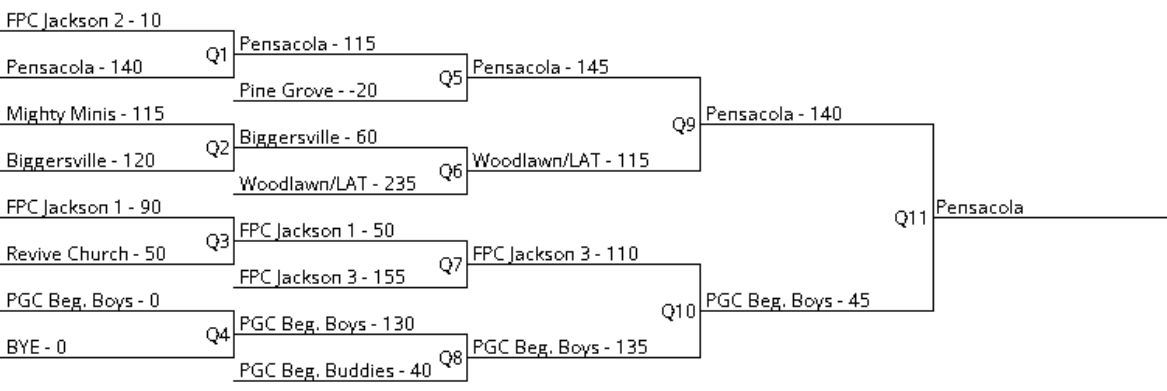 FPC Jackson 2 - 10
Pensacola - 140
Q1
Mighty Minis - 115
Biggersville - 120
Q2
FPC Jackson 1 - 90
Revive Church - 50
Q3
PGC Beg. Boys - 0
BYE - 0
Q4
Pensacola - 115
Pine Grove - -20
Q5
Biggersville - 60
Woodlawn/LAT - 235
Q6
FPC Jackson 1 - 50
FPC Jackson 3 - 155
Q7
PGC Beg. Boys - 130
PGC Beg. Buddies - 40
Q8
Pensacola - 145
Woodlawn/LAT - 115
Q9
FPC Jackson 3 - 110
PGC Beg. Boys - 135
Q10
Pensacola - 140
PGC Beg. Boys - 45
Q11
Pensacola